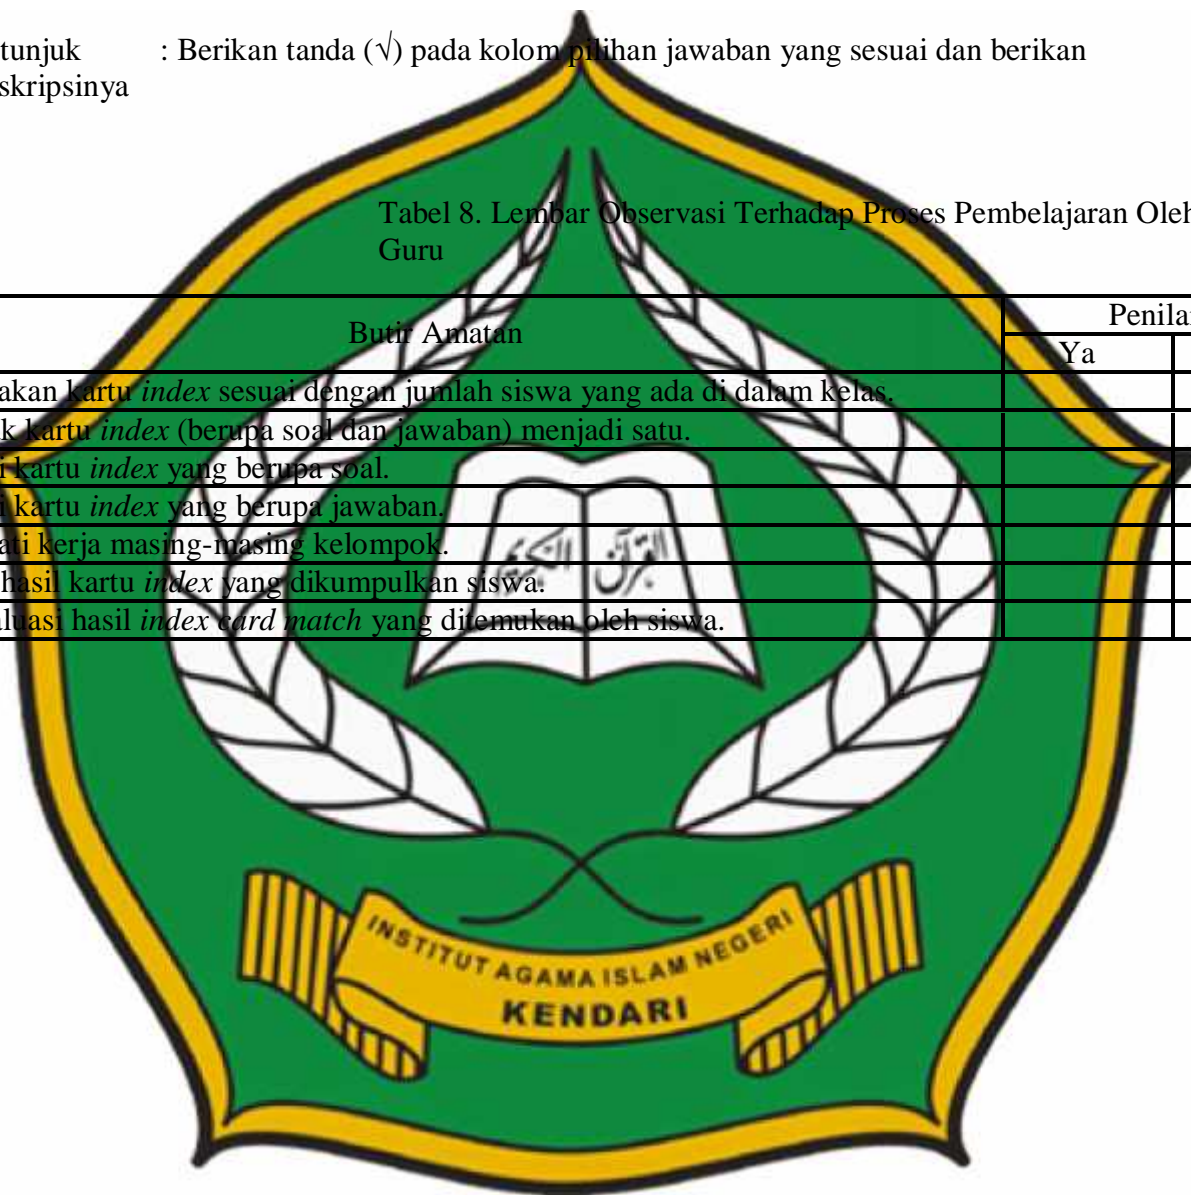 tunjuk : Berikan tanda (√) pada kolom pilihan jawaban yang sesuai dan berikan
skripsinya
Tabel 8. Lembar Observasi Terhadap Proses Pembelajaran Oleh
Guru
Butir Amatan
Penila
Ya
akan kartu index sesuai dengan jumlah siswa yang ada di dalam kelas.
k kartu index (berupa soal dan jawaban) menjadi satu.
i kartu index yang berupa soal.
i kartu index yang berupa jawaban.
ati kerja masing-masing kelompok.
hasil kartu index yang dikumpulkan siswa.
luasi hasil index card match yang ditemukan oleh siswa.
القرآن الكريم
INSTITUT AGAMA ISLAM NEGERI
KENDARI